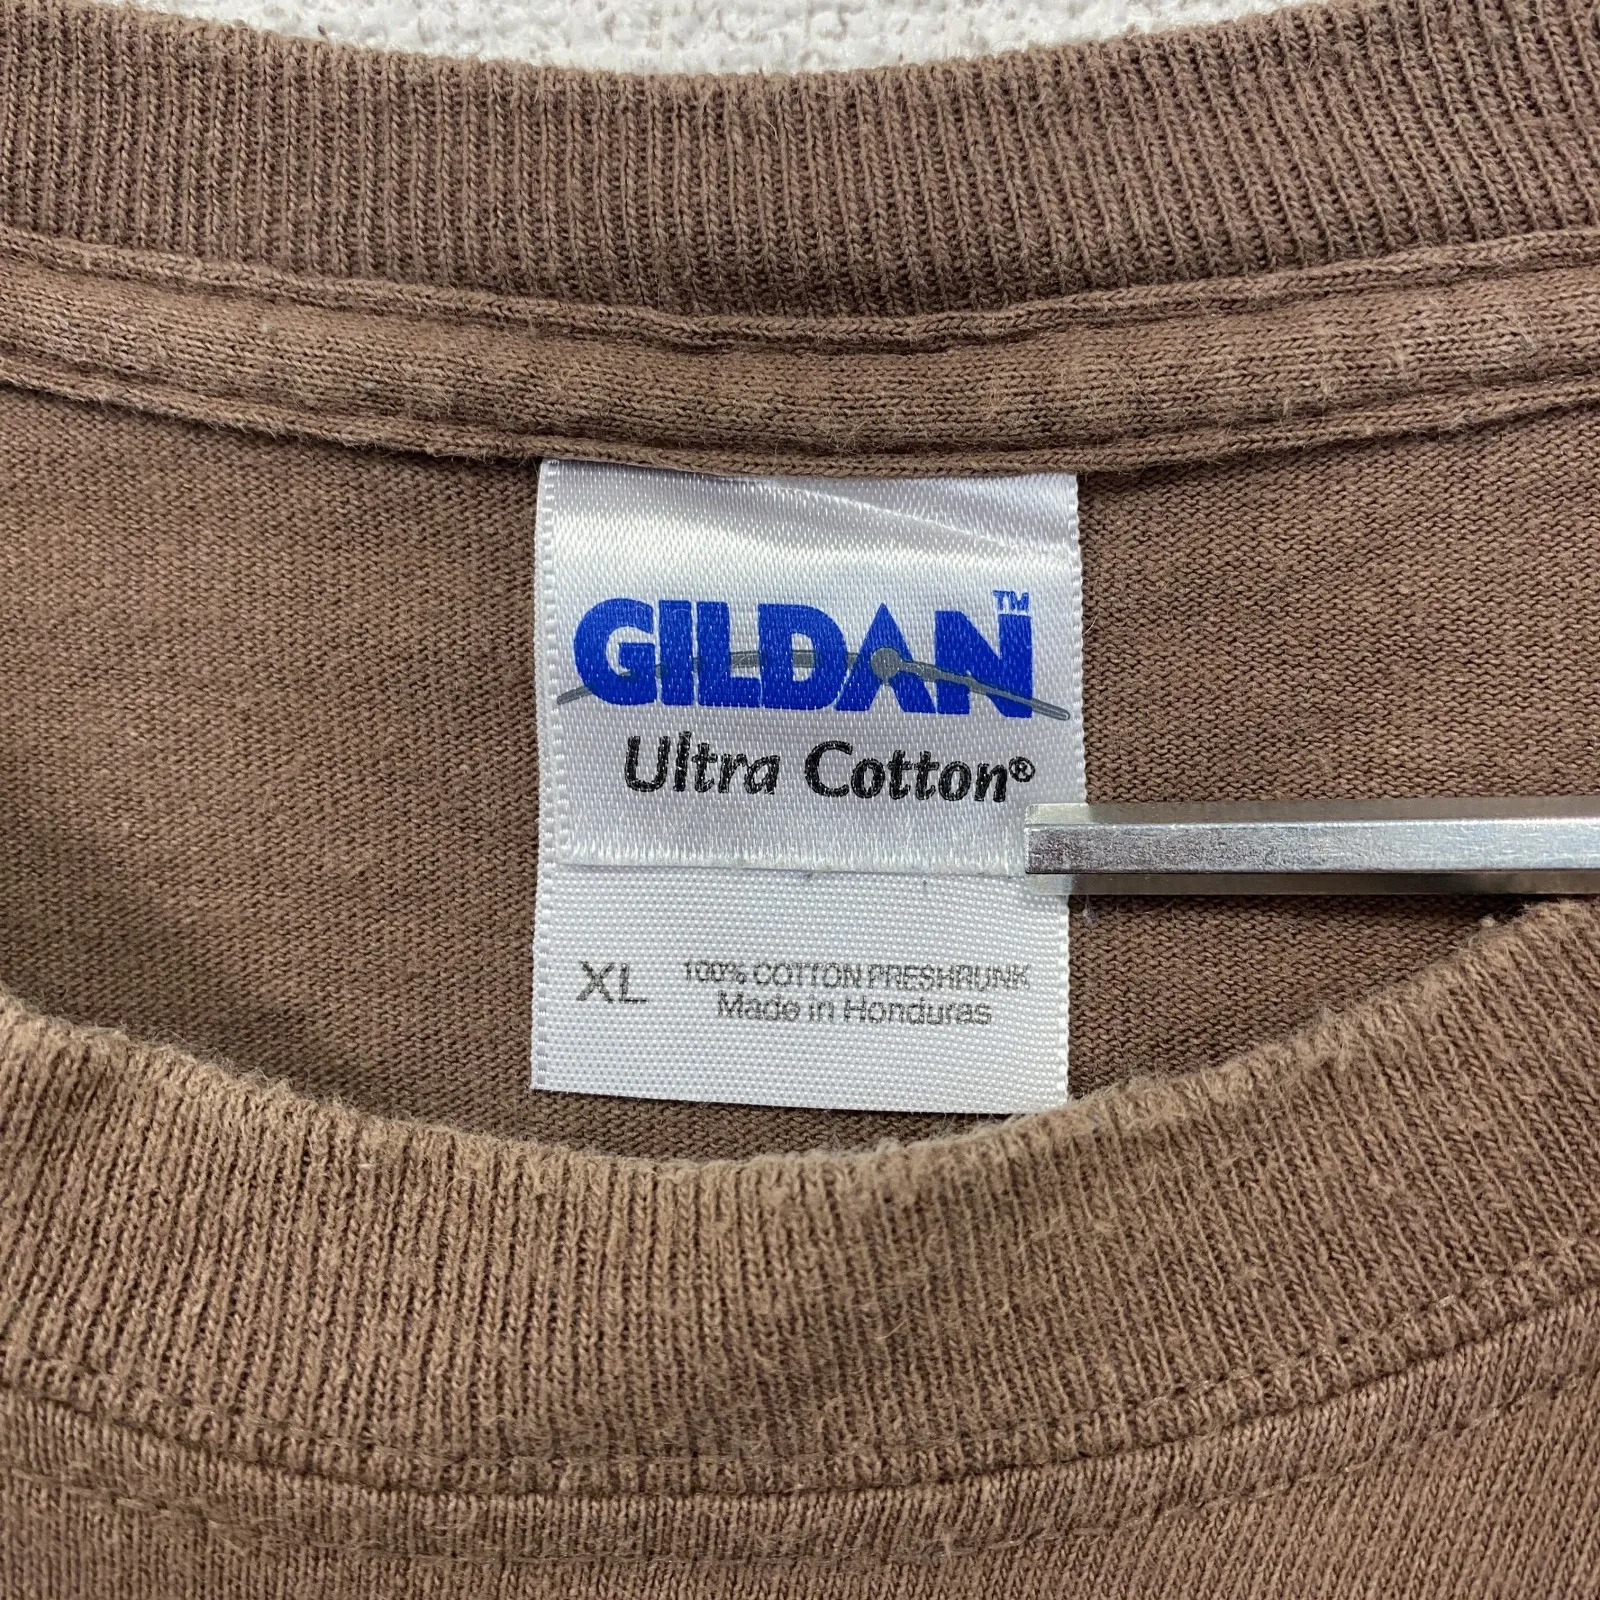 GILDAN™
Ultra Cotton®
XL 100% COTTON PRESHRUNK
Made in Honduras